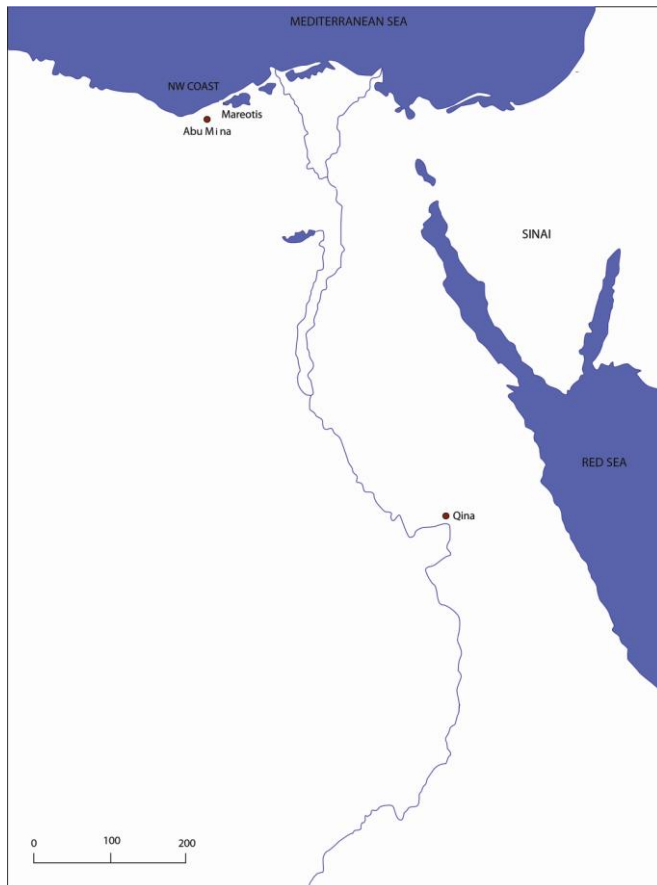 MEDITERRANEAN SEA
NW COAST
Mareotis
Abu Mina
SINAI
RED SEA
Qina
0 100 200